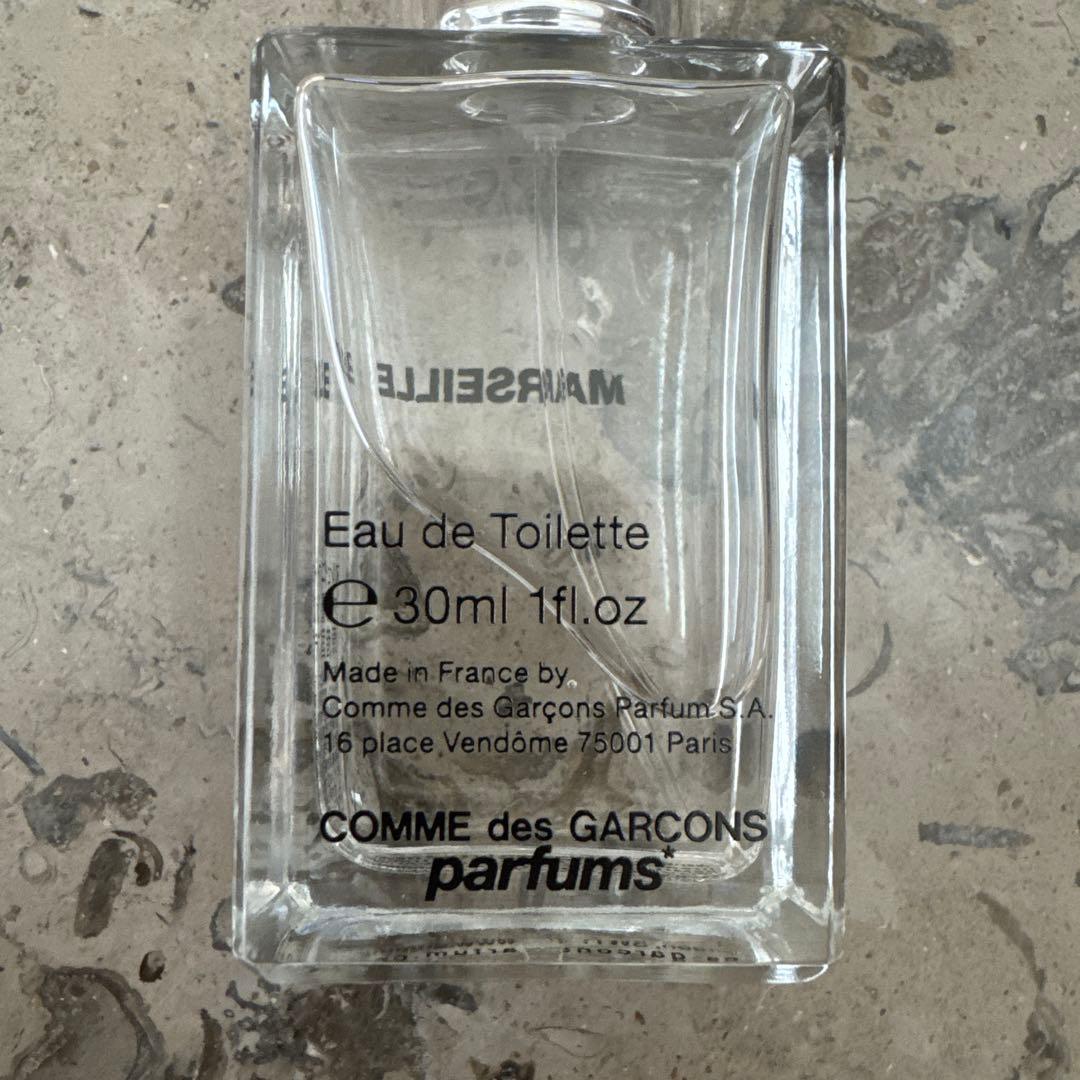 MARSEILLE
Eau de Toilette
℮ 30ml 1fl.oz
Made in France by
Comme des Garçons Parfum S.A.
16 place Vendôme 75001 Paris
COMME des GARÇONS
parfums*